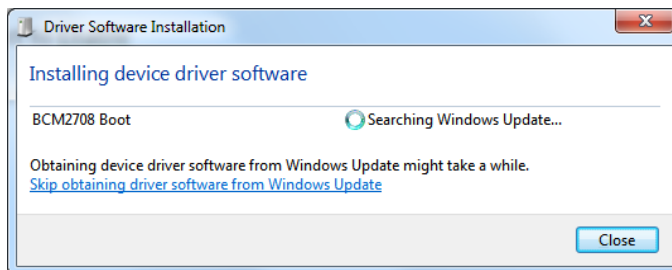 Driver Software Installation
Installing device driver software
BCM2708 Boot Searching Windows Update...
Obtaining device driver software from Windows Update might take a while.
Skip obtaining driver software from Windows Update
Close